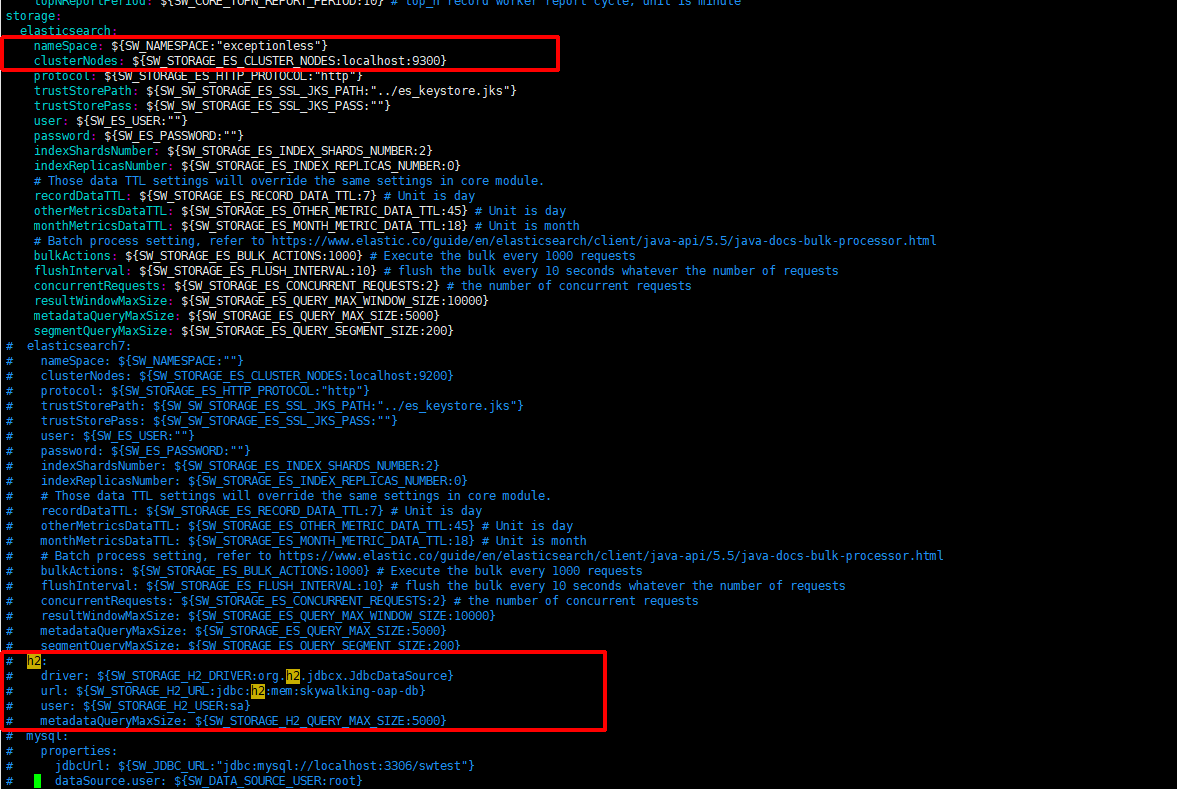 topNReportPeriod: ${SW_CORE_TOPN_REPORT_PERIOD:10} # top_n record worker report cycle, unit is minute
storage:
  elasticsearch:
    nameSpace: ${SW_NAMESPACE:"exceptionless"}
    clusterNodes: ${SW_STORAGE_ES_CLUSTER_NODES:localhost:9300}
    protocol: ${SW_STORAGE_ES_HTTP_PROTOCOL:"http"}
    trustStorePath: ${SW_SW_STORAGE_ES_SSL_JKS_PATH:"../es_keystore.jks"}
    trustStorePass: ${SW_SW_STORAGE_ES_SSL_JKS_PASS:""}
    user: ${SW_ES_USER:""}
    password: ${SW_ES_PASSWORD:""}
    indexShardsNumber: ${SW_STORAGE_ES_INDEX_SHARDS_NUMBER:2}
    indexReplicasNumber: ${SW_STORAGE_ES_INDEX_REPLICAS_NUMBER:0}
    # Those data TTL settings will override the same settings in core module.
    recordDataTTL: ${SW_STORAGE_ES_RECORD_DATA_TTL:7} # Unit is day
    otherMetricsDataTTL: ${SW_STORAGE_ES_OTHER_METRIC_DATA_TTL:45} # Unit is day
    monthMetricsDataTTL: ${SW_STORAGE_ES_MONTH_METRIC_DATA_TTL:18} # Unit is month
    # Batch process setting, refer to https://www.elastic.co/guide/en/elasticsearch/client/java-api/5.5/java-docs-bulk-processor.html
    bulkActions: ${SW_STORAGE_ES_BULK_ACTIONS:1000} # Execute the bulk every 1000 requests
    flushInterval: ${SW_STORAGE_ES_FLUSH_INTERVAL:10} # flush the bulk every 10 seconds whatever the number of requests
    concurrentRequests: ${SW_STORAGE_ES_CONCURRENT_REQUESTS:2} # the number of concurrent requests
    resultWindowMaxSize: ${SW_STORAGE_ES_QUERY_MAX_WINDOW_SIZE:10000}
    metadataQueryMaxSize: ${SW_STORAGE_ES_QUERY_MAX_SIZE:5000}
    segmentQueryMaxSize: ${SW_STORAGE_ES_QUERY_SEGMENT_SIZE:200}
#  elasticsearch7:
#    nameSpace: ${SW_NAMESPACE:""}
#    clusterNodes: ${SW_STORAGE_ES_CLUSTER_NODES:localhost:9200}
#    protocol: ${SW_STORAGE_ES_HTTP_PROTOCOL:"http"}
#    trustStorePath: ${SW_SW_STORAGE_ES_SSL_JKS_PATH:"../es_keystore.jks"}
#    trustStorePass: ${SW_SW_STORAGE_ES_SSL_JKS_PASS:""}
#    user: ${SW_ES_USER:""}
#    password: ${SW_ES_PASSWORD:""}
#    indexShardsNumber: ${SW_STORAGE_ES_INDEX_SHARDS_NUMBER:2}
#    indexReplicasNumber: ${SW_STORAGE_ES_INDEX_REPLICAS_NUMBER:0}
#    # Those data TTL settings will override the same settings in core module.
#    recordDataTTL: ${SW_STORAGE_ES_RECORD_DATA_TTL:7} # Unit is day
#    otherMetricsDataTTL: ${SW_STORAGE_ES_OTHER_METRIC_DATA_TTL:45} # Unit is day
#    monthMetricsDataTTL: ${SW_STORAGE_ES_MONTH_METRIC_DATA_TTL:18} # Unit is month
#    # Batch process setting, refer to https://www.elastic.co/guide/en/elasticsearch/client/java-api/5.5/java-docs-bulk-processor.html
#    bulkActions: ${SW_STORAGE_ES_BULK_ACTIONS:1000} # Execute the bulk every 1000 requests
#    flushInterval: ${SW_STORAGE_ES_FLUSH_INTERVAL:10} # flush the bulk every 10 seconds whatever the number of requests
#    concurrentRequests: ${SW_STORAGE_ES_CONCURRENT_REQUESTS:2} # the number of concurrent requests
#    resultWindowMaxSize: ${SW_STORAGE_ES_QUERY_MAX_WINDOW_SIZE:10000}
#    metadataQueryMaxSize: ${SW_STORAGE_ES_QUERY_MAX_SIZE:5000}
#    segmentQueryMaxSize: ${SW_STORAGE_ES_QUERY_SEGMENT_SIZE:200}
#  h2:
#    driver: ${SW_STORAGE_H2_DRIVER:org.h2.jdbcx.JdbcDataSource}
#    url: ${SW_STORAGE_H2_URL:jdbc:h2:mem:skywalking-oap-db}
#    user: ${SW_STORAGE_H2_USER:sa}
#    metadataQueryMaxSize: ${SW_STORAGE_H2_QUERY_MAX_SIZE:5000}
#  mysql:
#    properties:
#      jdbcUrl: ${SW_JDBC_URL:"jdbc:mysql://localhost:3306/swtest"}
#      dataSource.user: ${SW_DATA_SOURCE_USER:root}